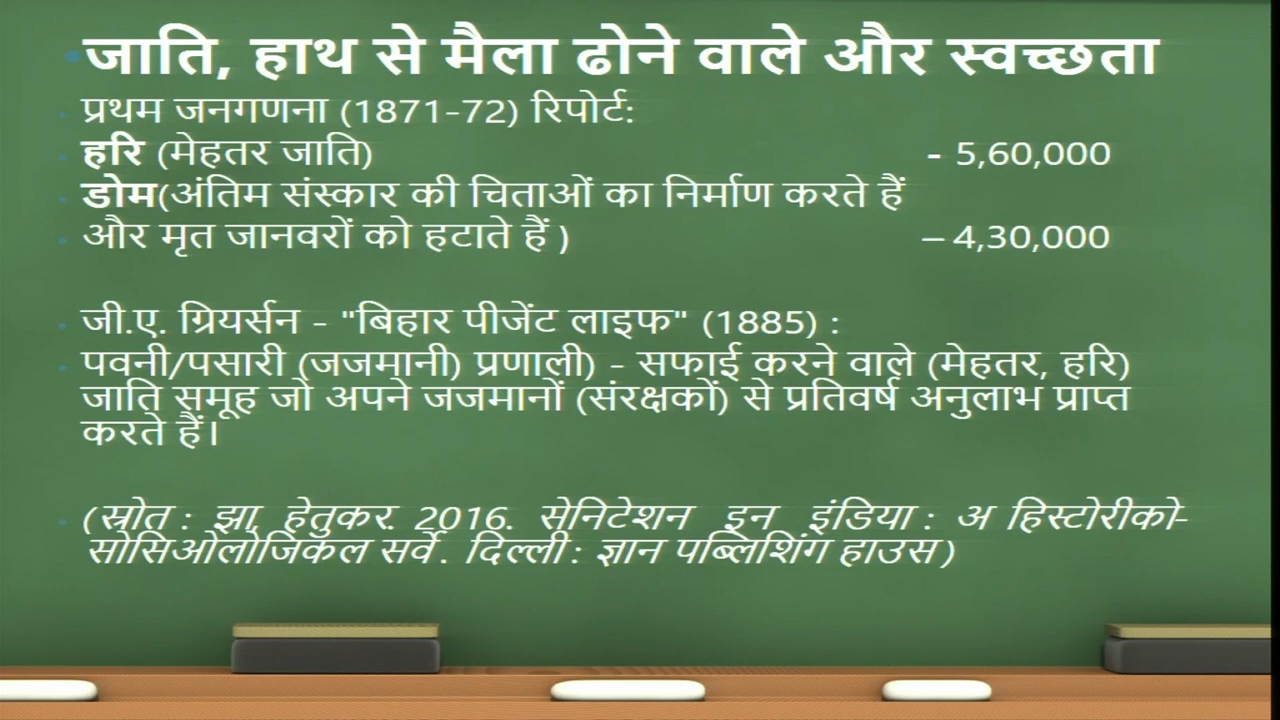 जाति, हाथ से मैला ढोने वाले और स्वच्छता
प्रथम जनगणना (1871-72) रिपोर्ट:
हरि (मेहतर जाति) - 5,60,000
डोम(अंतिम संस्कार की चिताओं का निर्माण करते हैं
और मृत जानवरों को हटाते हैं ) – 4,30,000
जी.ए. ग्रियर्सन - "बिहार पीजेंट लाइफ" (1885) :
पवनी/पसारी (जजमानी) प्रणाली) - सफाई करने वाले (मेहतर, हरि)
जाति समूह जो अपने जजमानों (संरक्षकों) से प्रतिवर्ष अनुलाभ प्राप्त
करते हैं।
(स्रोत : झा, हेतुकर. 2016. सेनिटेशन इन इंडिया : अ हिस्टोरीको-
सोसिओलोजिकल सर्वे. दिल्ली : ज्ञान पब्लिशिंग हाउस )